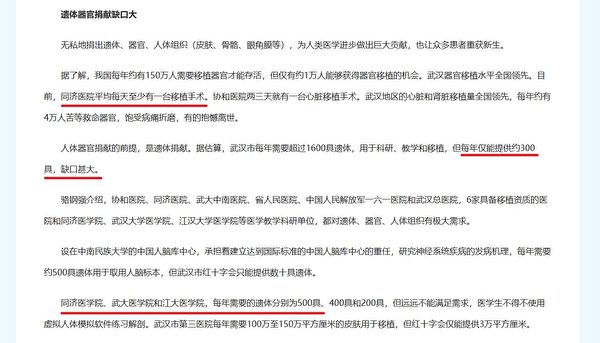 遗体器官捐献缺口大
无私地捐出遗体、器官、人体组织（皮肤、骨骼、眼角膜等），为人类医学进步做出巨大贡献，也让众多患者重获新生。
据了解，我国每年约有150万人需要移植器官才能存活，但仅有约1万人能够获得器官移植的机会。武汉器官移植水平全国领先。目
前，同济医院平均每天至少有一台移植手术。协和医院两三天就有一台心脏移植手术。武汉地区的心脏和肾脏移植量全国领先，每年约有
4万人苦等救命器官，饱受病痛折磨，有的抱憾离世。
人体器官捐献的前提，是遗体捐献。据估算，武汉市每年需要超过1600具遗体，用于科研、教学和移植，但每年仅能提供约300
具，缺口甚大。
骆钢强介绍，协和医院、同济医院、武大中南医院、省人民医院、中国人民解放军一六一医院和武汉总医院，6家具备移植资质的医
院和同济医学院、武汉大学医学院、江汉大学医学院等医学教学科研单位，都对遗体、器官、人体组织有极大需求。
设在中南民族大学的中国人脑库中心，承担着建立达到国际标准的中国人脑库中心的重任，研究神经系统疾病的发病机理，每年需要
约500具遗体用于取用人脑标本，但武汉市红十字会只能提供数十具遗体。
同济医学院、武大医学院和江大医学院，每年需要的遗体分别为500具、400具和200具，但远远不能满足需求，医学生不得不使用
虚拟人体模拟软件练习解剖。武汉市第三医院每年需要100万至150万平方厘米的皮肤用于移植，但红十字会仅能提供3万平方厘米。